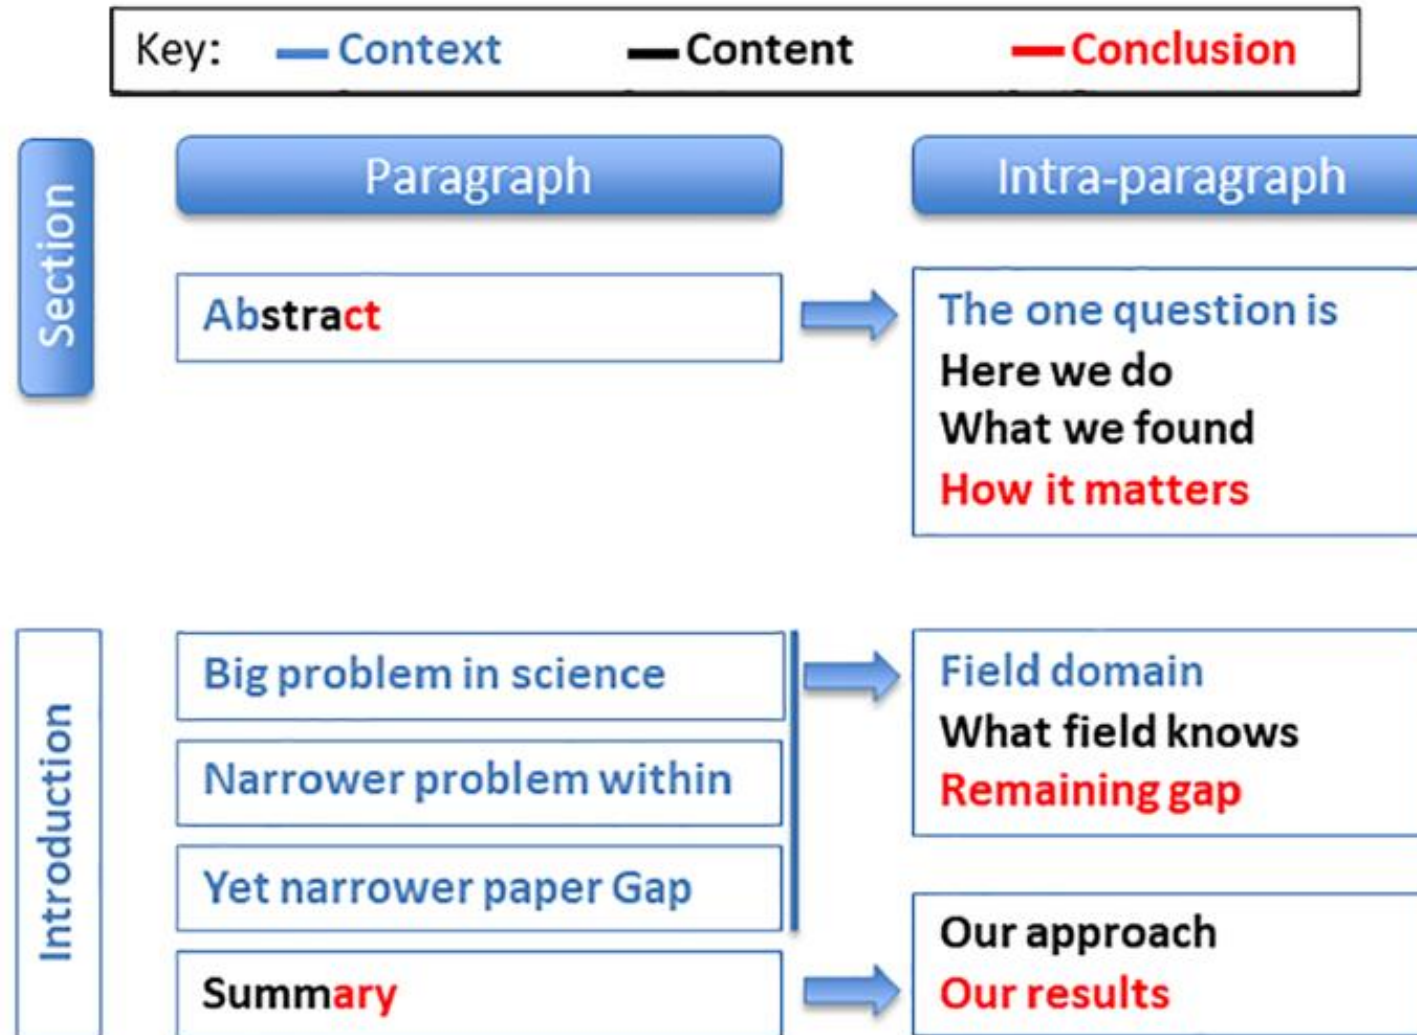 Key: Context Content Conclusion
Section
Paragraph
Intra-paragraph
Abstract
The one question is
Here we do
What we found
How it matters
Introduction
Big problem in science
Narrower problem within
Yet narrower paper Gap
Field domain
What field knows
Remaining gap
Summary
Our approach
Our results